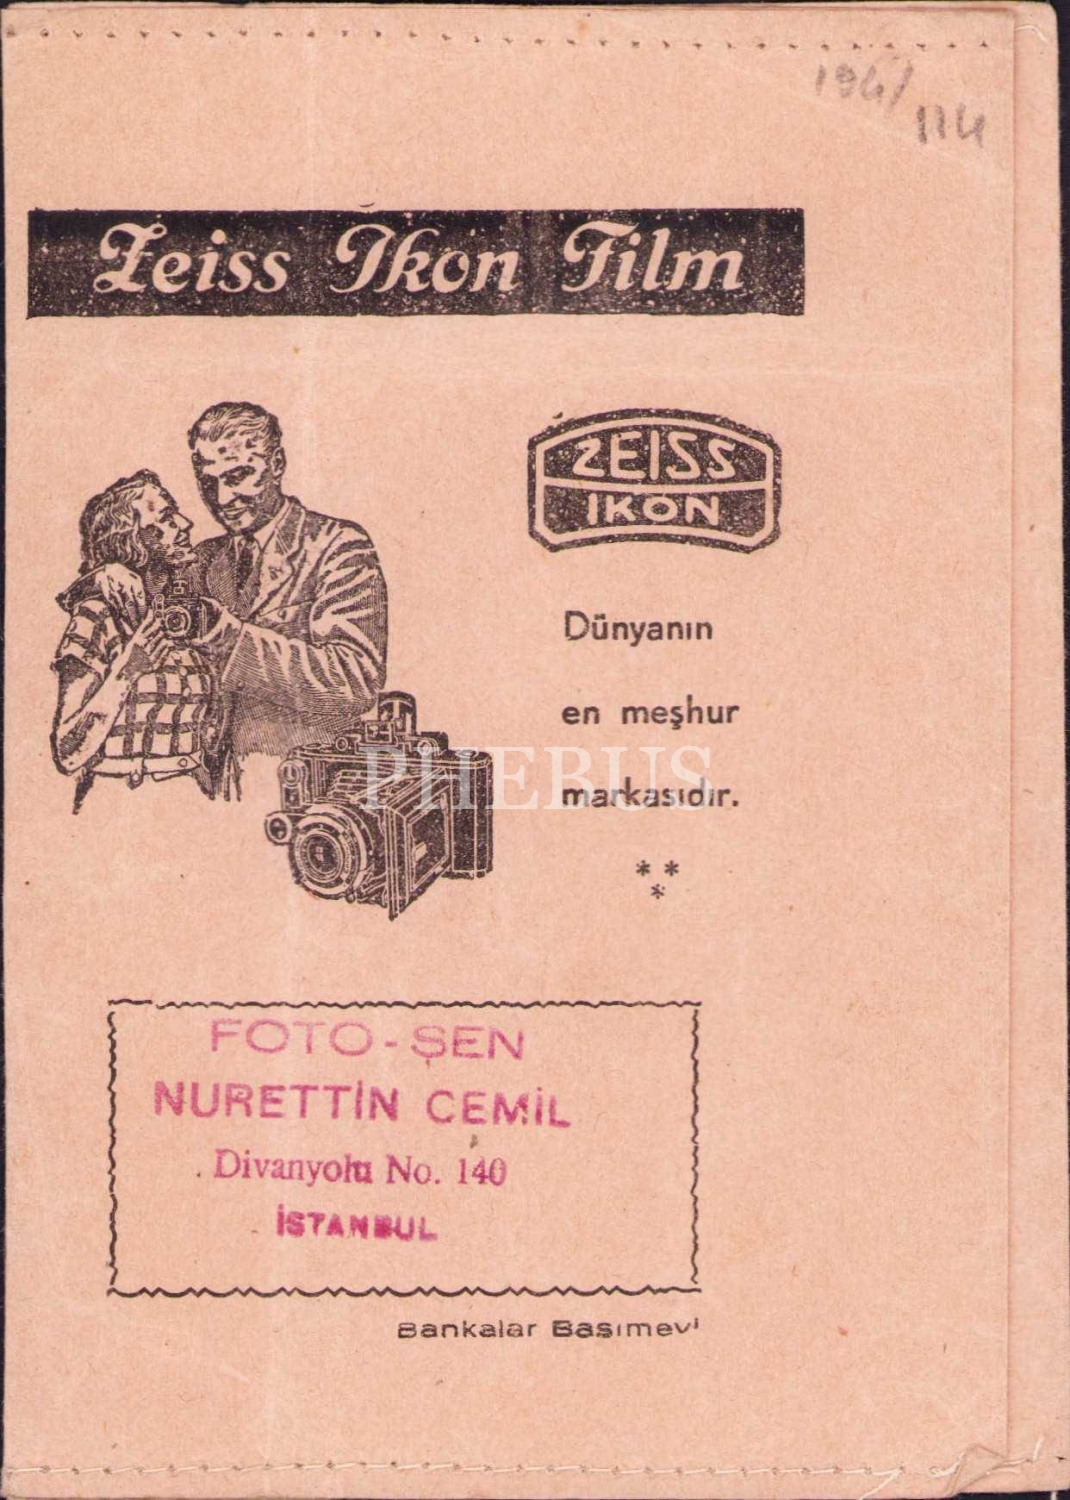 194/
114
Zeiss Ikon Film
ZEISS
IKON
Dünyanın
en meşhur
markasıdır.
PHEBUS
* *
*
FOTO-ŞEN
NURETTİN CEMİL
Divanyolu No. 140
İSTANBUL
Bankalar Basımevi